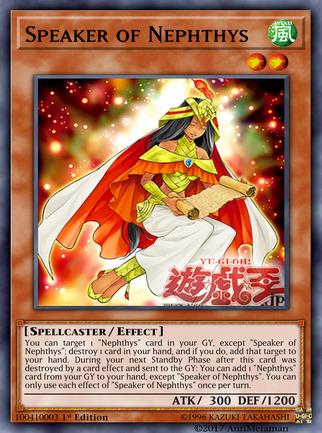 Speaker of Nephthys
WIND
風
YU-GI-OH!
遊戯王
.JP
[Spellcaster / Effect]
You can target 1 "Nephthys" card in your GY, except "Speaker of
Nephthys"; destroy 1 card in your hand, and if you do, add that target to
your hand. During your next Standby Phase after this card was
destroyed by a card effect and sent to the GY: You can add 1 "Nephthys"
card from your GY to your hand, except "Speaker of Nephthys". You can
only use each effect of "Speaker of Nephthys" once per turn.
ATK/ 300 DEF/1200
100410003 1st Edition
©1996 KAZUKI TAKAHASHI
©2017 AntiMetaman